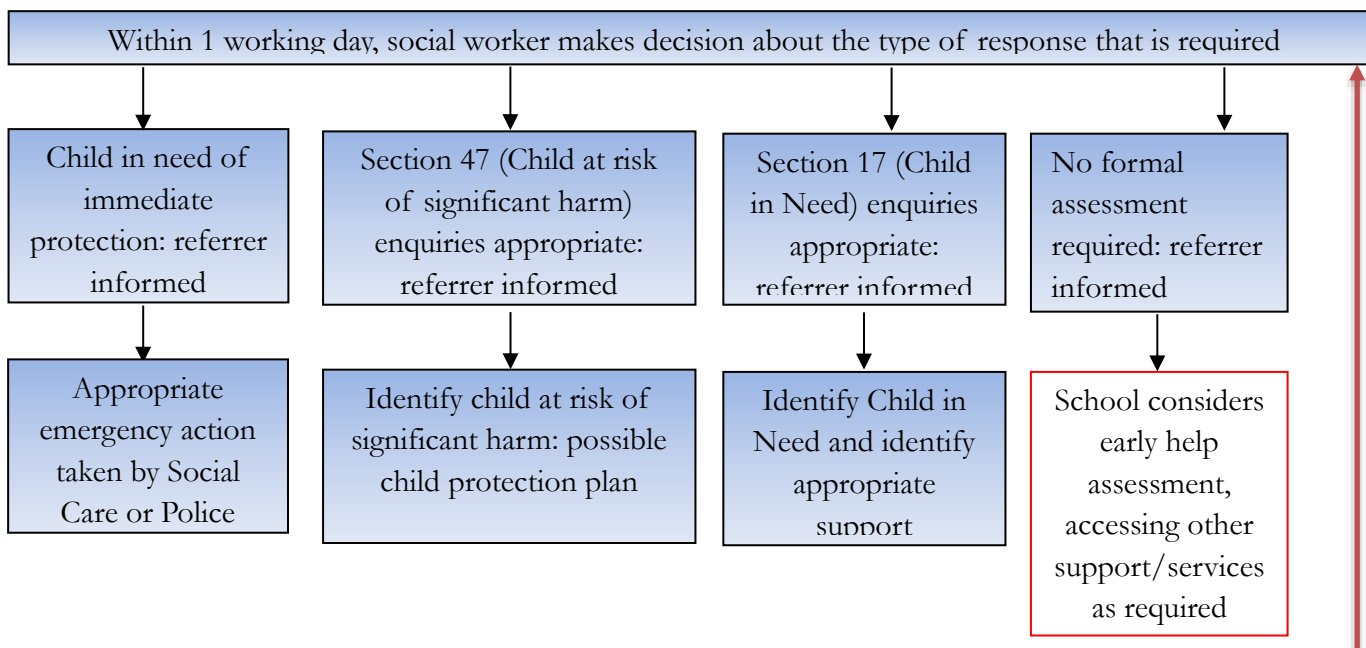 Within 1 working day, social worker makes decision about the type of response that is required
Child in need of
immediate
protection: referrer
informed
Section 47 (Child at risk
of significant harm)
enquiries appropriate:
referrer informed
Section 17 (Child
in Need) enquiries
appropriate:
referrer informed
No formal
assessment
required: referrer
informed
Appropriate
emergency action
taken by Social
Care or Police
Identify child at risk of
significant harm: possible
child protection plan
Identify Child in
Need and identify
appropriate
support
School considers
early help
assessment,
accessing other
support/services
as required